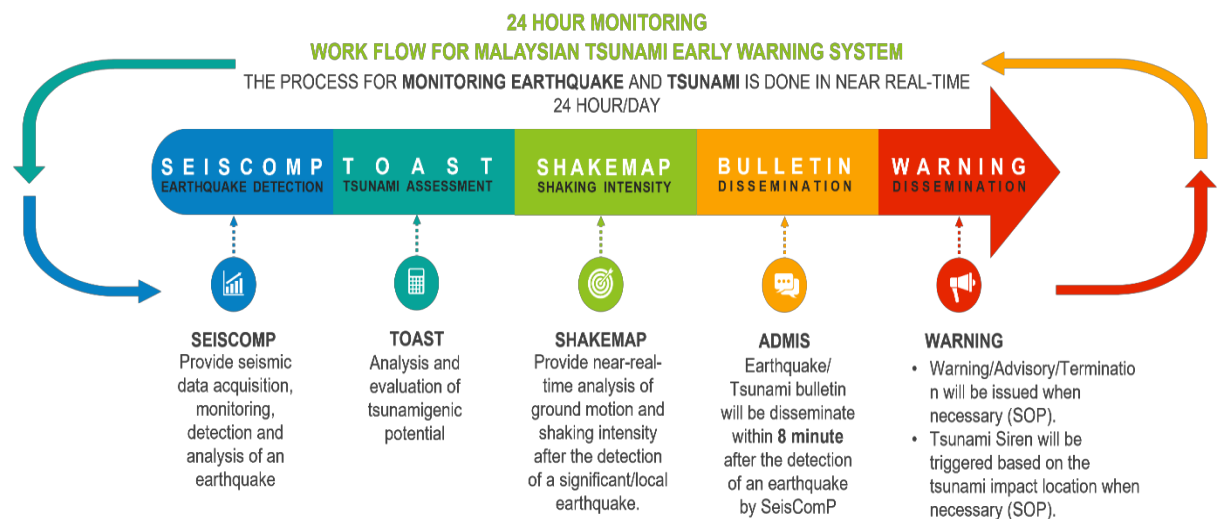 24 HOUR MONITORING
WORK FLOW FOR MALAYSIAN TSUNAMI EARLY WARNING SYSTEM
THE PROCESS FOR MONITORING EARTHQUAKE AND TSUNAMI IS DONE IN NEAR REAL-TIME
24 HOUR/DAY
SEISCOMP
EARTHQUAKE DETECTION
TOAST
TSUNAMI ASSESSMENT
SHAKEMAP
SHAKING INTENSITY
BULLETIN
DISSEMINATION
WARNING
DISSEMINATION
SEISCOMP
Provide seismic
data acquisition,
monitoring,
detection and
analysis of an
earthquake
TOAST
Analysis and
evaluation of
tsunamigenic
potential
SHAKEMAP
Provide near-real-
time analysis of
ground motion and
shaking intensity
after the detection
of a significant/local
earthquake.
ADMIS
Earthquake/
Tsunami bulletin
will be disseminate
within 8 minute
after the detection
of an earthquake
by SeisComP
WARNING
• Warning/Advisory/Terminatio
n will be issued when
necessary (SOP).
• Tsunami Siren will be
triggered based on the
tsunami impact location when
necessary (SOP).